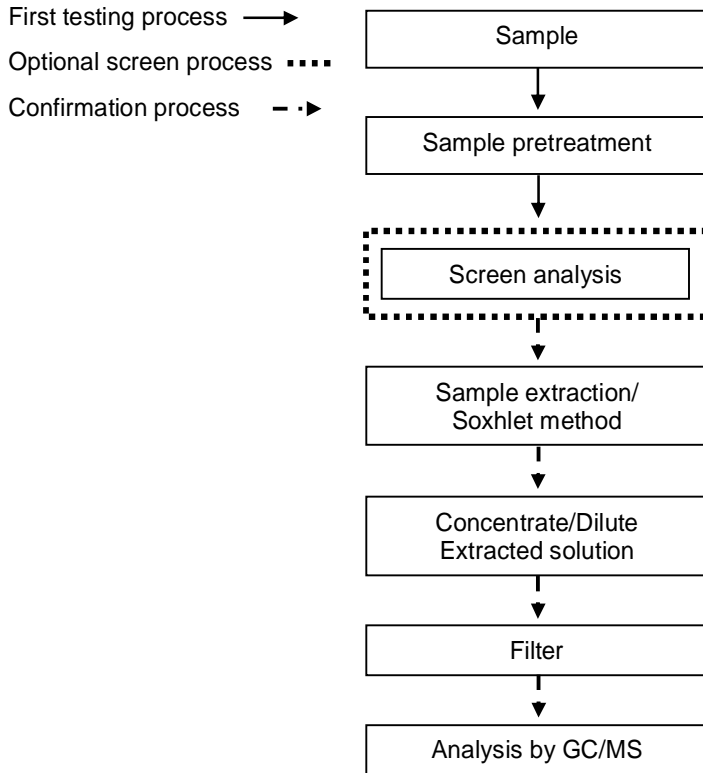 First testing process
Optional screen process
Confirmation process
Sample
Sample pretreatment
Screen analysis
Sample extraction/
Soxhlet method
Concentrate/Dilute
Extracted solution
Filter
Analysis by GC/MS